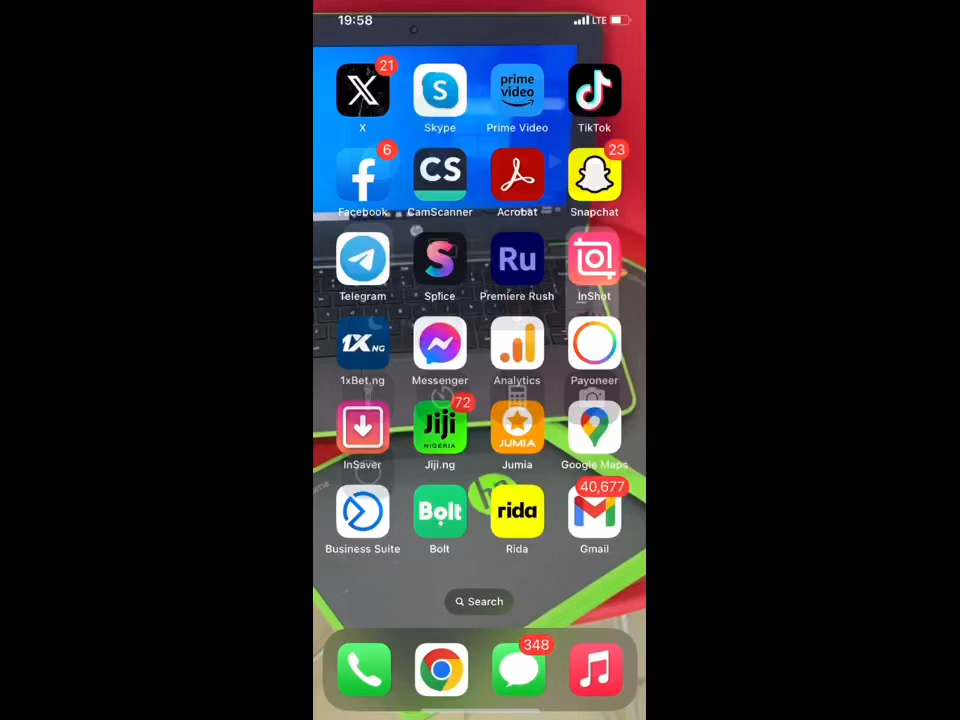 19:58 LTE
21 X S prime video
X Skype Prime Video TikTok
6 CS 23
Facebook CamScanner Acrobat Snapchat
Ru
Telegram Splice Premiere Rush InShot
1X NG
1xBet.ng Messenger Analytics Payoneer
72 Jiji NIGERIA JUMIA
InSaver Jiji.ng Jumia Google Maps
Bolt rida 40,677
Business Suite Bolt Rida Gmail
Search
348